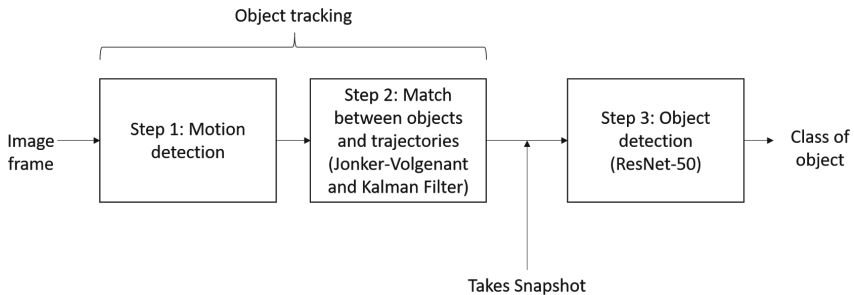 Object tracking
Image
frame
Step 1: Motion
detection
Step 2: Match
between objects
and trajectories
(Jonker-Volgenant
and Kalman Filter)
Step 3: Object
detection
(ResNet-50)
Class of
object
Takes Snapshot